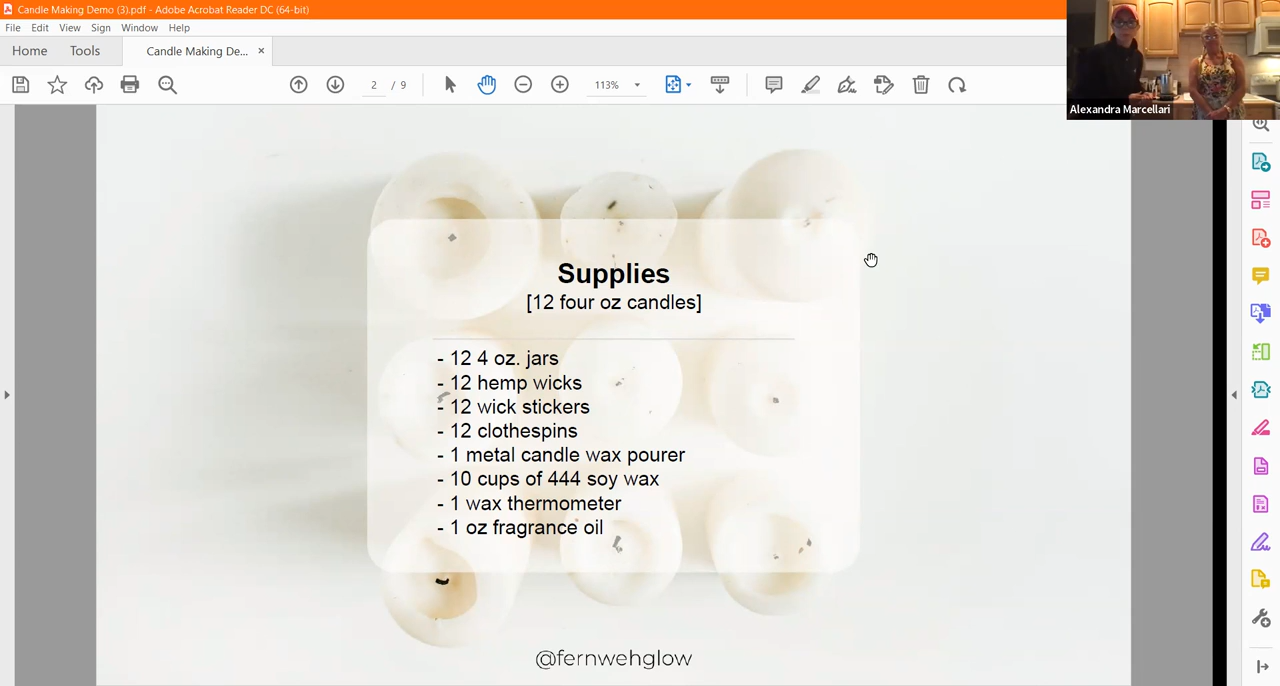 Candle Making Demo (3).pdf - Adobe Acrobat Reader DC (64-bit)
File Edit View Sign Window Help
Home Tools Candle Making De... ×
2 / 9 113%
Alexandra Marcellari
Supplies
[12 four oz candles]
- 12 4 oz. jars
- 12 hemp wicks
- 12 wick stickers
- 12 clothespins
- 1 metal candle wax pourer
- 10 cups of 444 soy wax
- 1 wax thermometer
- 1 oz fragrance oil
@fernwehglow